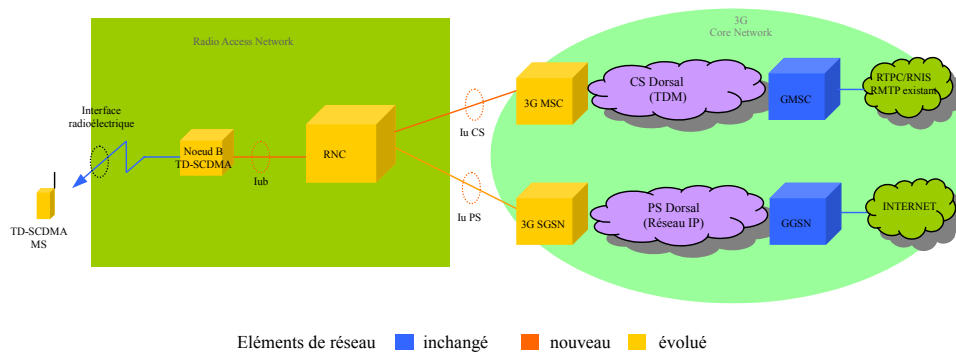 3G
Core Network
Radio Access Network
CS Dorsal
(TDM)
RTPC/RNIS
RMTP existant
3G MSC
GMSC
Interface
radioélectrique
Iu CS
Noeud B
TD-SCDMA
RNC
Iub
Iu PS
PS Dorsal
(Réseau IP)
3G SGSN
GGSN
INTERNET
TD-SCDMA
MS
Eléments de réseau
inchangé
nouveau
évolué